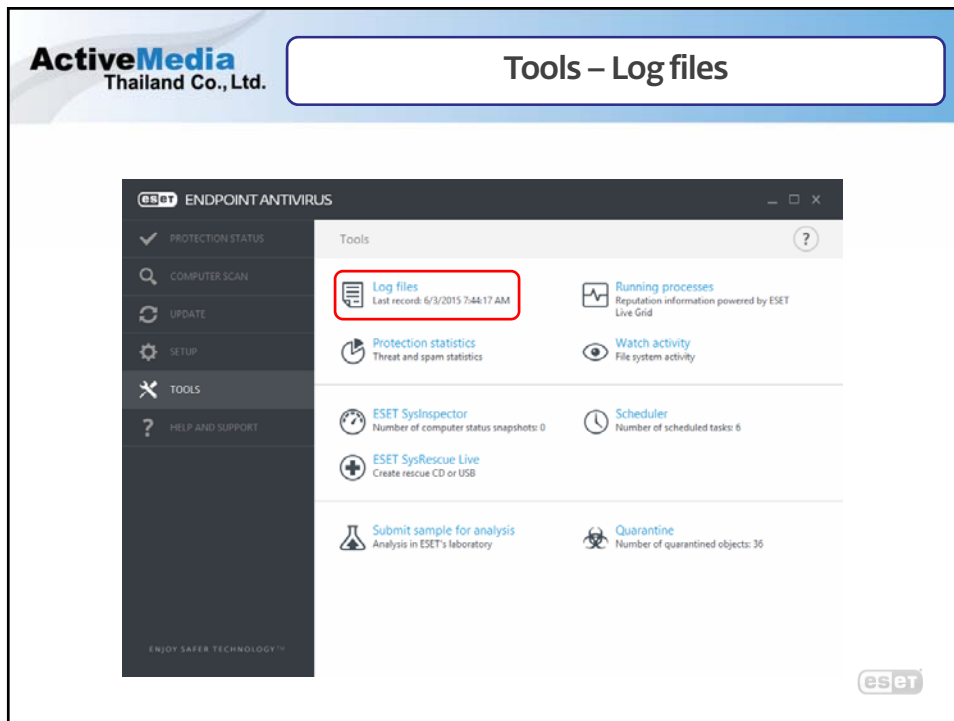 ActiveMedia
Thailand Co., Ltd.
Tools – Log files
eset ENDPOINT ANTIVIRUS
PROTECTION STATUS
COMPUTER SCAN
UPDATE
SETUP
TOOLS
HELP AND SUPPORT
ENJOY SAFER TECHNOLOGY™
Tools
?
Log files
Last record: 6/3/2015 7:44:17 AM
Running processes
Reputation information powered by ESET
Live Grid
Protection statistics
Threat and spam statistics
Watch activity
File system activity
ESET SysInspector
Number of computer status snapshots: 0
Scheduler
Number of scheduled tasks: 6
ESET SysRescue Live
Create rescue CD or USB
Submit sample for analysis
Analysis in ESET's laboratory
Quarantine
Number of quarantined objects: 36
eset